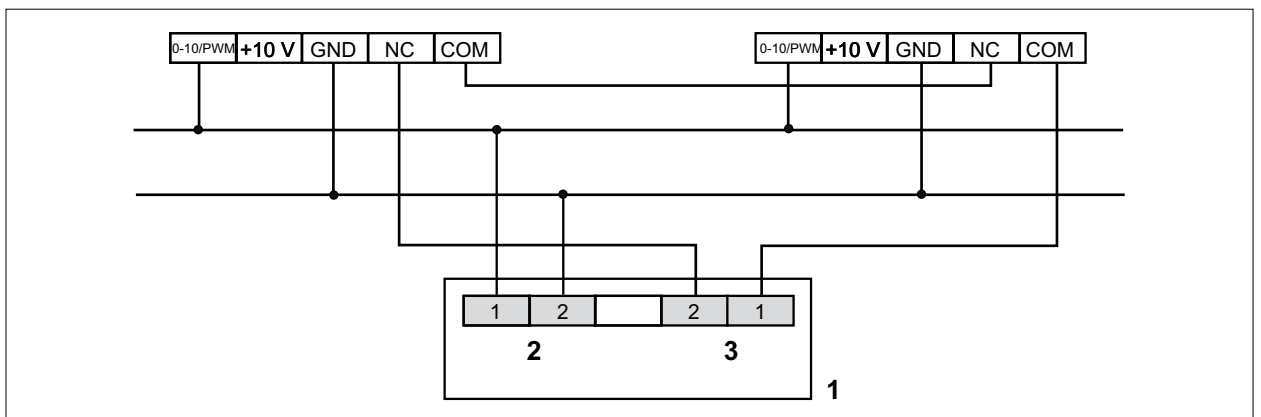 0-10/PWM +10 V GND NC COM 0-10/PWM +10 V GND NC COM
1 2 2 1
2 3
1